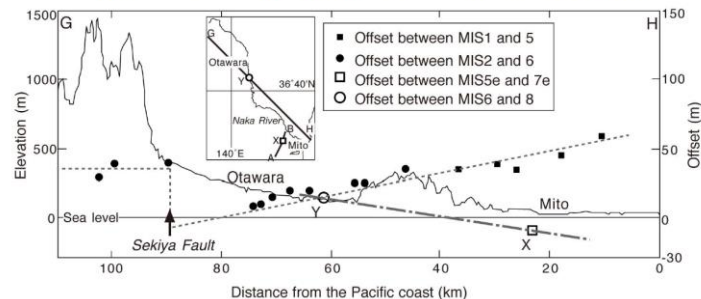 G
H
1500
1000
500
0
Elevation (m)
150
100
50
0
-30
Offset (m)
Offset between MIS1 and 5
Offset between MIS2 and 6
Offset between MIS5e and 7e
Offset between MIS6 and 8
G
Otawara
Y
36°40'N
Naka River
B
H
X
Mito
A
140°E
Otawara
Mito
Sea level
Y
X
Sekiya Fault
100 80 60 40 20 0
Distance from the Pacific coast (km)